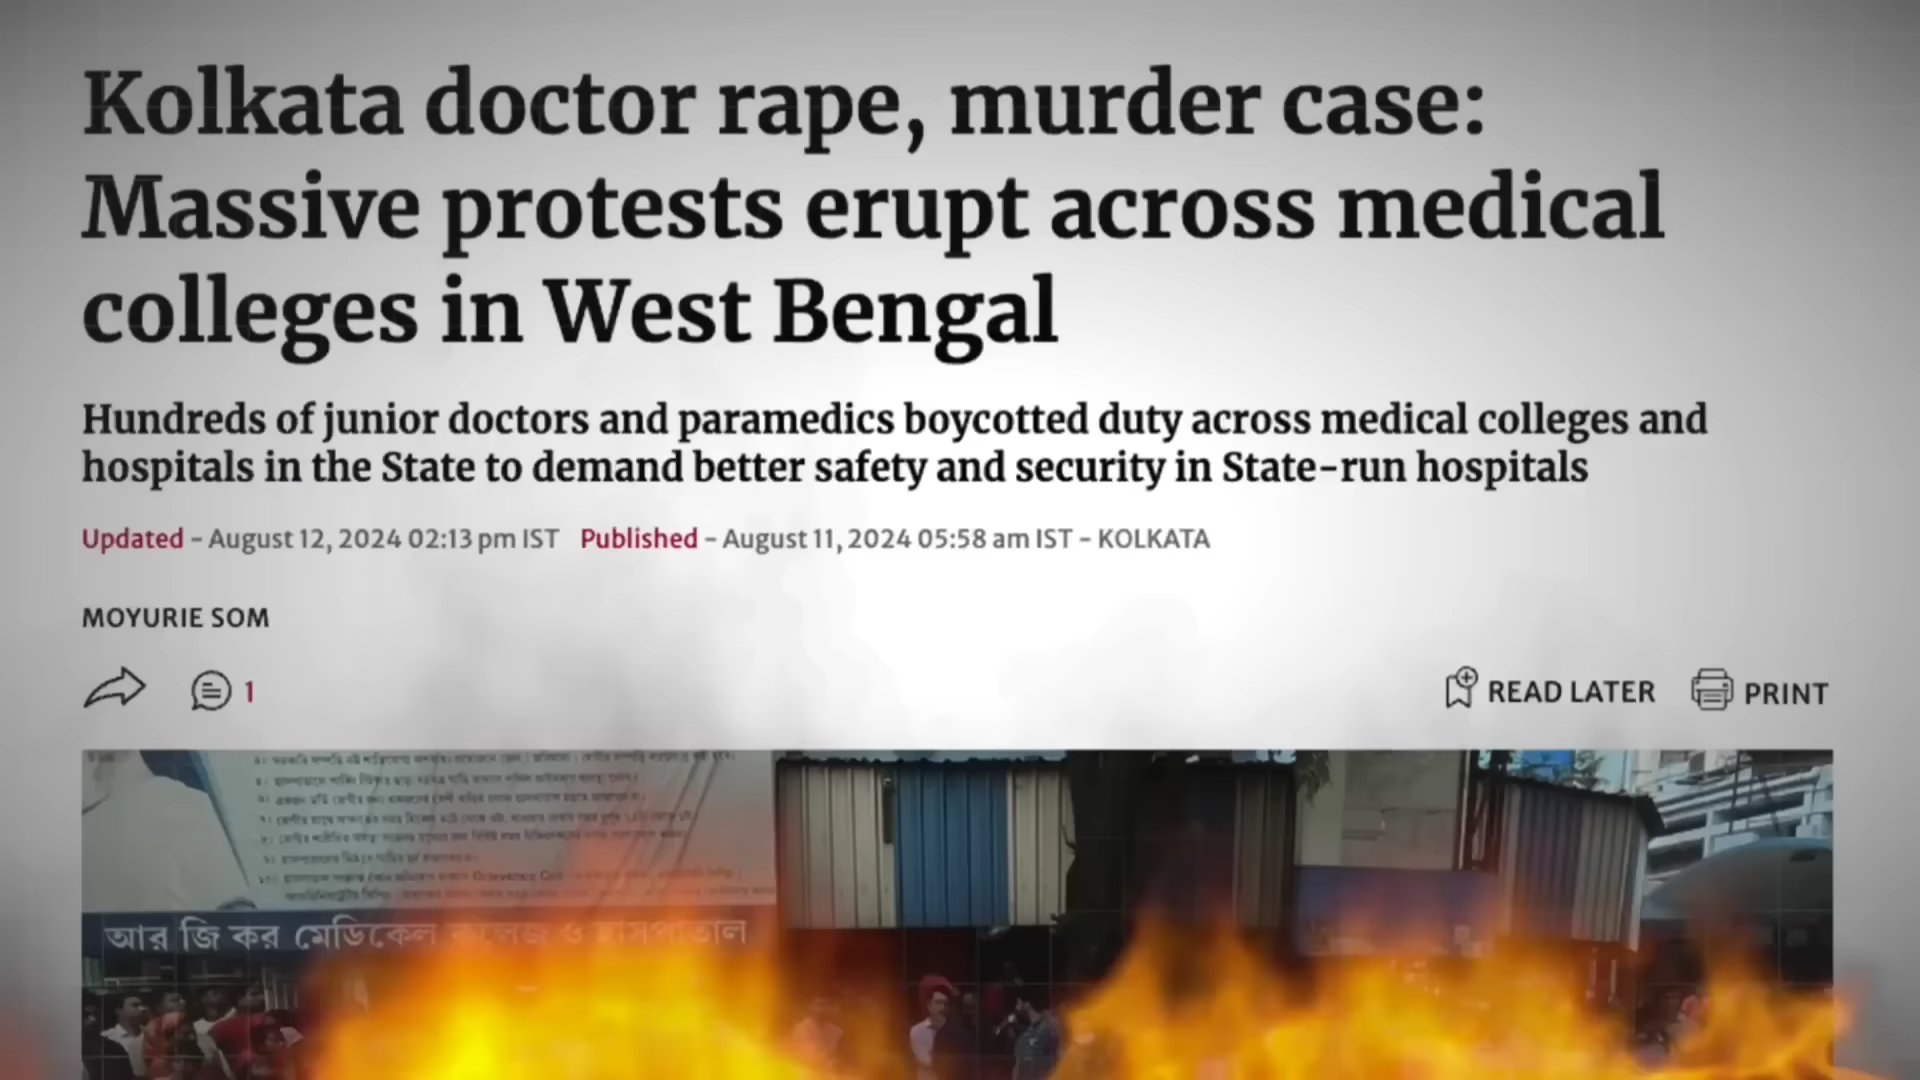 Kolkata doctor rape, murder case:
Massive protests erupt across medical
colleges in West Bengal
Hundreds of junior doctors and paramedics boycotted duty across medical colleges and
hospitals in the State to demand better safety and security in State-run hospitals
Updated - August 12, 2024 02:13 pm IST Published - August 11, 2024 05:58 am IST - KOLKATA
MOYURIE SOM
1
READ LATER PRINT
আর জি কর মেডিকেল কলেজ ও হাসপাতাল